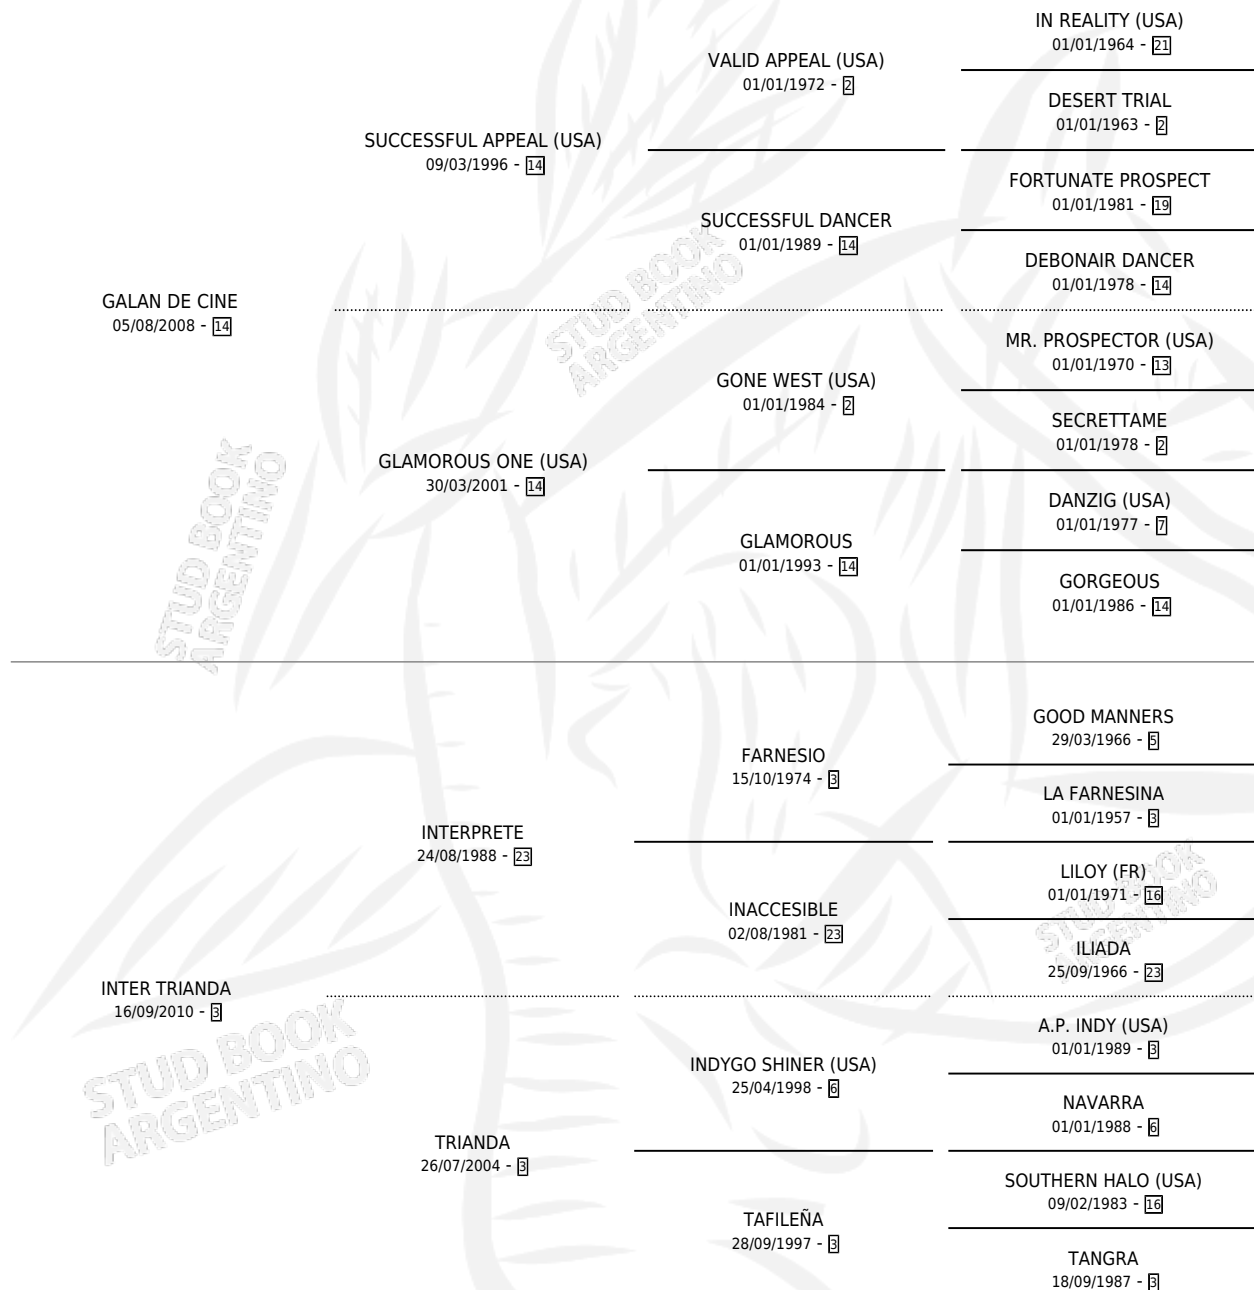 IN REALITY (USA)
01/01/1964 - 21
VALID APPEAL (USA)
01/01/1972 - 2
DESERT TRIAL
01/01/1963 - 2
SUCCESSFUL APPEAL (USA)
09/03/1996 - 14
FORTUNATE PROSPECT
01/01/1981 - 19
SUCCESSFUL DANCER
01/01/1989 - 14
DEBONAIR DANCER
01/01/1978 - 14
GALAN DE CINE
05/08/2008 - 14
STUD BOOK
ARGENTINO
MR. PROSPECTOR (USA)
01/01/1970 - 13
GONE WEST (USA)
01/01/1984 - 2
SECRETTAME
01/01/1978 - 2
GLAMOROUS ONE (USA)
30/03/2001 - 14
DANZIG (USA)
01/01/1977 - 7
GLAMOROUS
01/01/1993 - 14
GORGEOUS
01/01/1986 - 14
STUD BOOK
ARGENTINO
GOOD MANNERS
29/03/1966 - 5
FARNESIO
15/10/1974 - 3
LA FARNESINA
01/01/1957 - 3
INTERPRETE
24/08/1988 - 23
LILOY (FR)
01/01/1971 - 16
INACCESIBLE
02/08/1981 - 23
ILIADA
25/09/1966 - 23
STUD BOOK
ARGENTINO
INTER TRIANDA
16/09/2010 - 3
A.P. INDY (USA)
01/01/1989 - 3
INDYGO SHINER (USA)
25/04/1998 - 6
NAVARRA
01/01/1988 - 6
STUD BOOK
ARGENTINO
TRIANDA
26/07/2004 - 3
SOUTHERN HALO (USA)
09/02/1983 - 16
TAFILEÑA
28/09/1997 - 3
TANGRA
18/09/1987 - 3